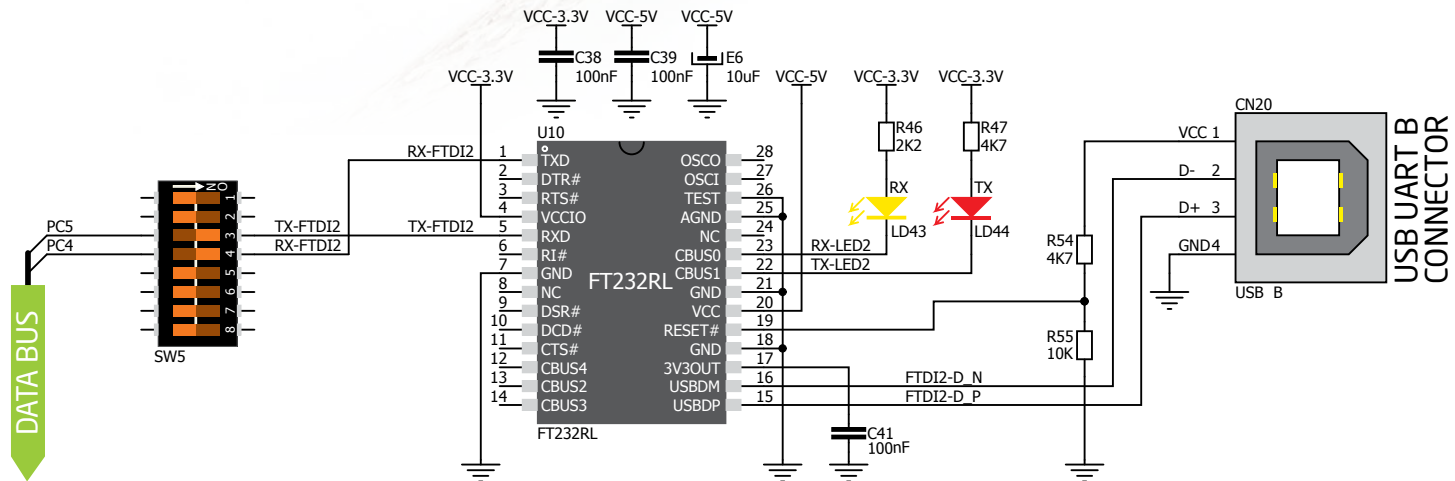 VCC-3.3V VCC-5V VCC-5V
C38 100nF
C39 100nF
E6 10uF
VCC-3.3V VCC-5V VCC-3.3V VCC-3.3V
R46 2K2
R47 4K7
RX
LD43
TX
LD44
U10
FT232RL
1 TXD
2 DTR#
3 RTS#
4 VCCIO
5 RXD
6 RI#
7 GND
8 NC
9 DSR#
10 DCD#
11 CTS#
12 CBUS4
13 CBUS2
14 CBUS3
OSCO 28
OSCI 27
TEST 26
AGND 25
NC 24
CBUS0 23
CBUS1 22
GND 21
VCC 20
RESET# 19
GND 18
3V3OUT 17
USBDM 16
USBDP 15
FT232RL
RX-FTDI2
TX-FTDI2 TX-FTDI2
RX-FTDI2
PC5
PC4
ON
1
2
3
4
5
6
7
8
SW5
DATA BUS
RX-LED2
TX-LED2
FTDI2-D_N
FTDI2-D_P
C41 100nF
R54 4K7
R55 10K
CN20
VCC 1
D- 2
D+ 3
GND 4
USB B
USB UART B
CONNECTOR